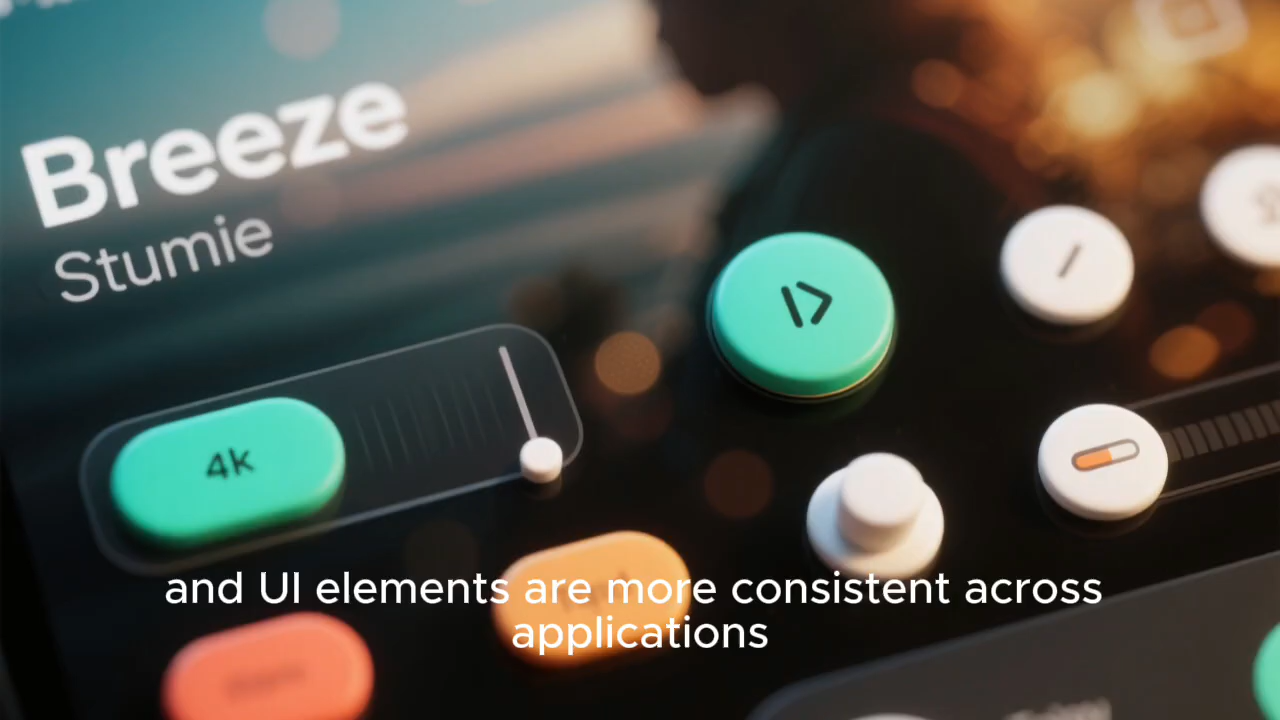 Breeze
Stumie
4k
and UI elements are more consistent across
applications